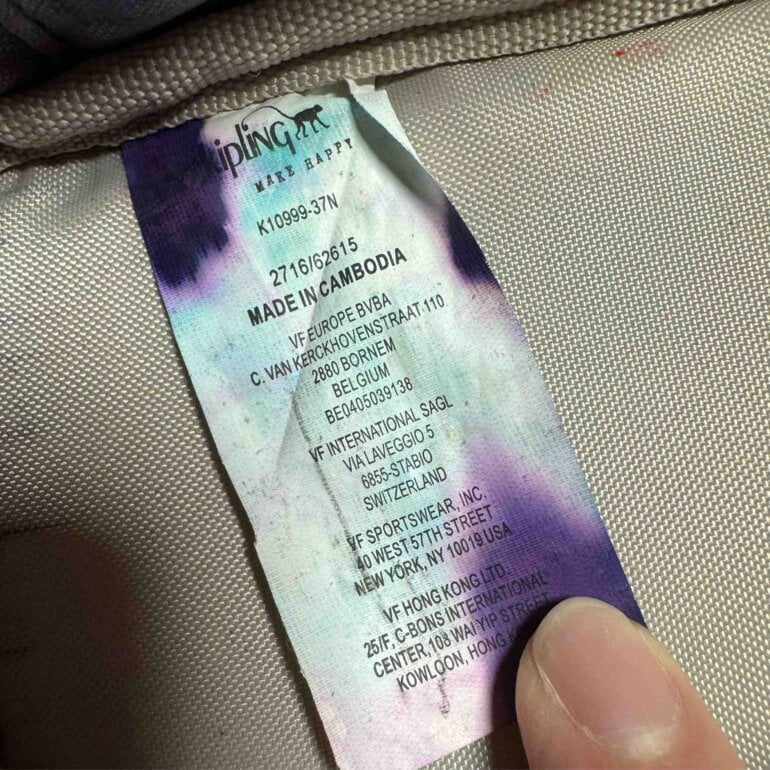 Kipling
MAKE HAPPY
K10999-37N
2716/62615
MADE IN CAMBODIA
VF EUROPE BVBA
C. VAN KERCKHOVENSTRAAT 110
2880 BORNEM
BELGIUM
BE0405039138
VF INTERNATIONAL SAGL
VIA LAVEGGIO 5
6855-STABIO
SWITZERLAND
VF SPORTSWEAR, INC.
40 WEST 57TH STREET
NEW YORK, NY 10019 USA
VF HONG KONG LTD.
25/F, C-BONS INTERNATIONAL
CENTER, 108 WAI YIP STREET
KOWLOON, HONG